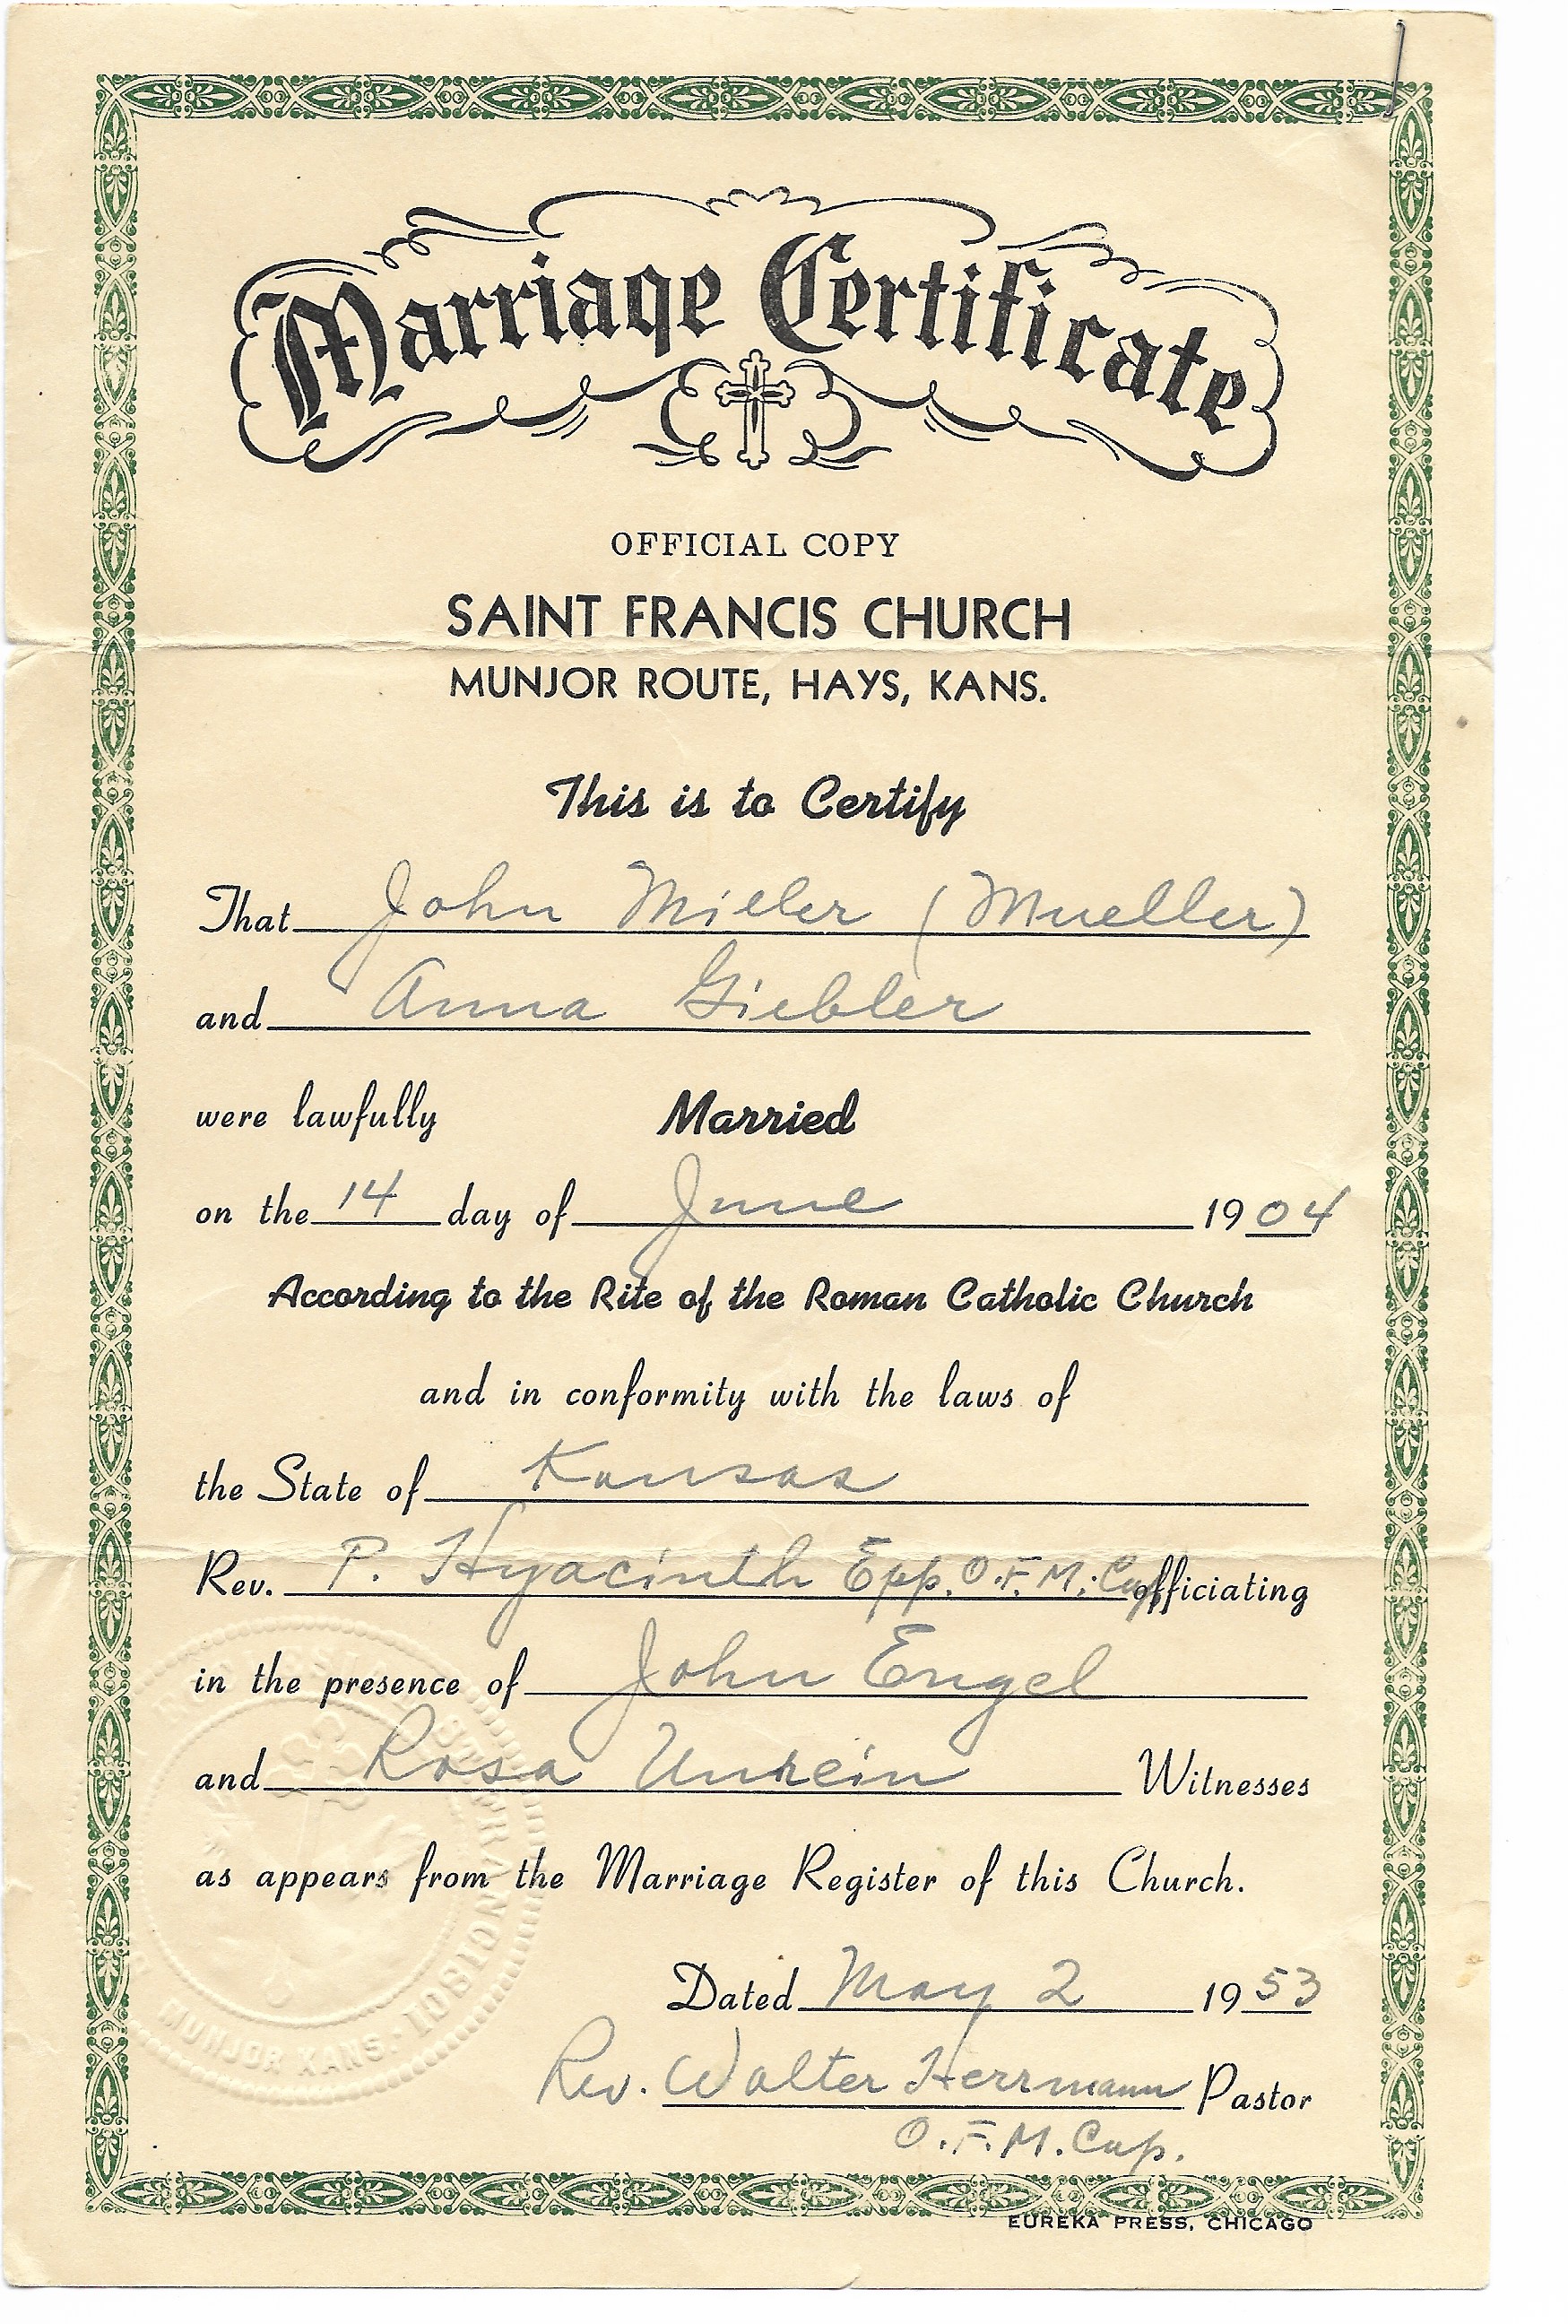 Marriage Certificate
OFFICIAL COPY
SAINT FRANCIS CHURCH
MUNJOR ROUTE, HAYS, KANS.
This is to Certify
That John Miller (Mueller)
and Anna Giebler
were lawfully Married
on the 14 day of June 1904
According to the Rite of the Roman Catholic Church
and in conformity with the laws of
the State of Kansas
Rev. P. Hyacinth Epp. O.F.M. Cap. officiating
in the presence of John Engel
and Rosa Unrein Witnesses
as appears from the Marriage Register of this Church.
Dated May 2 1953
Rev. Walter Herrmann Pastor
O.F.M. Cap.
MUNJOR KANS.
EUREKA PRESS, CHICAGO